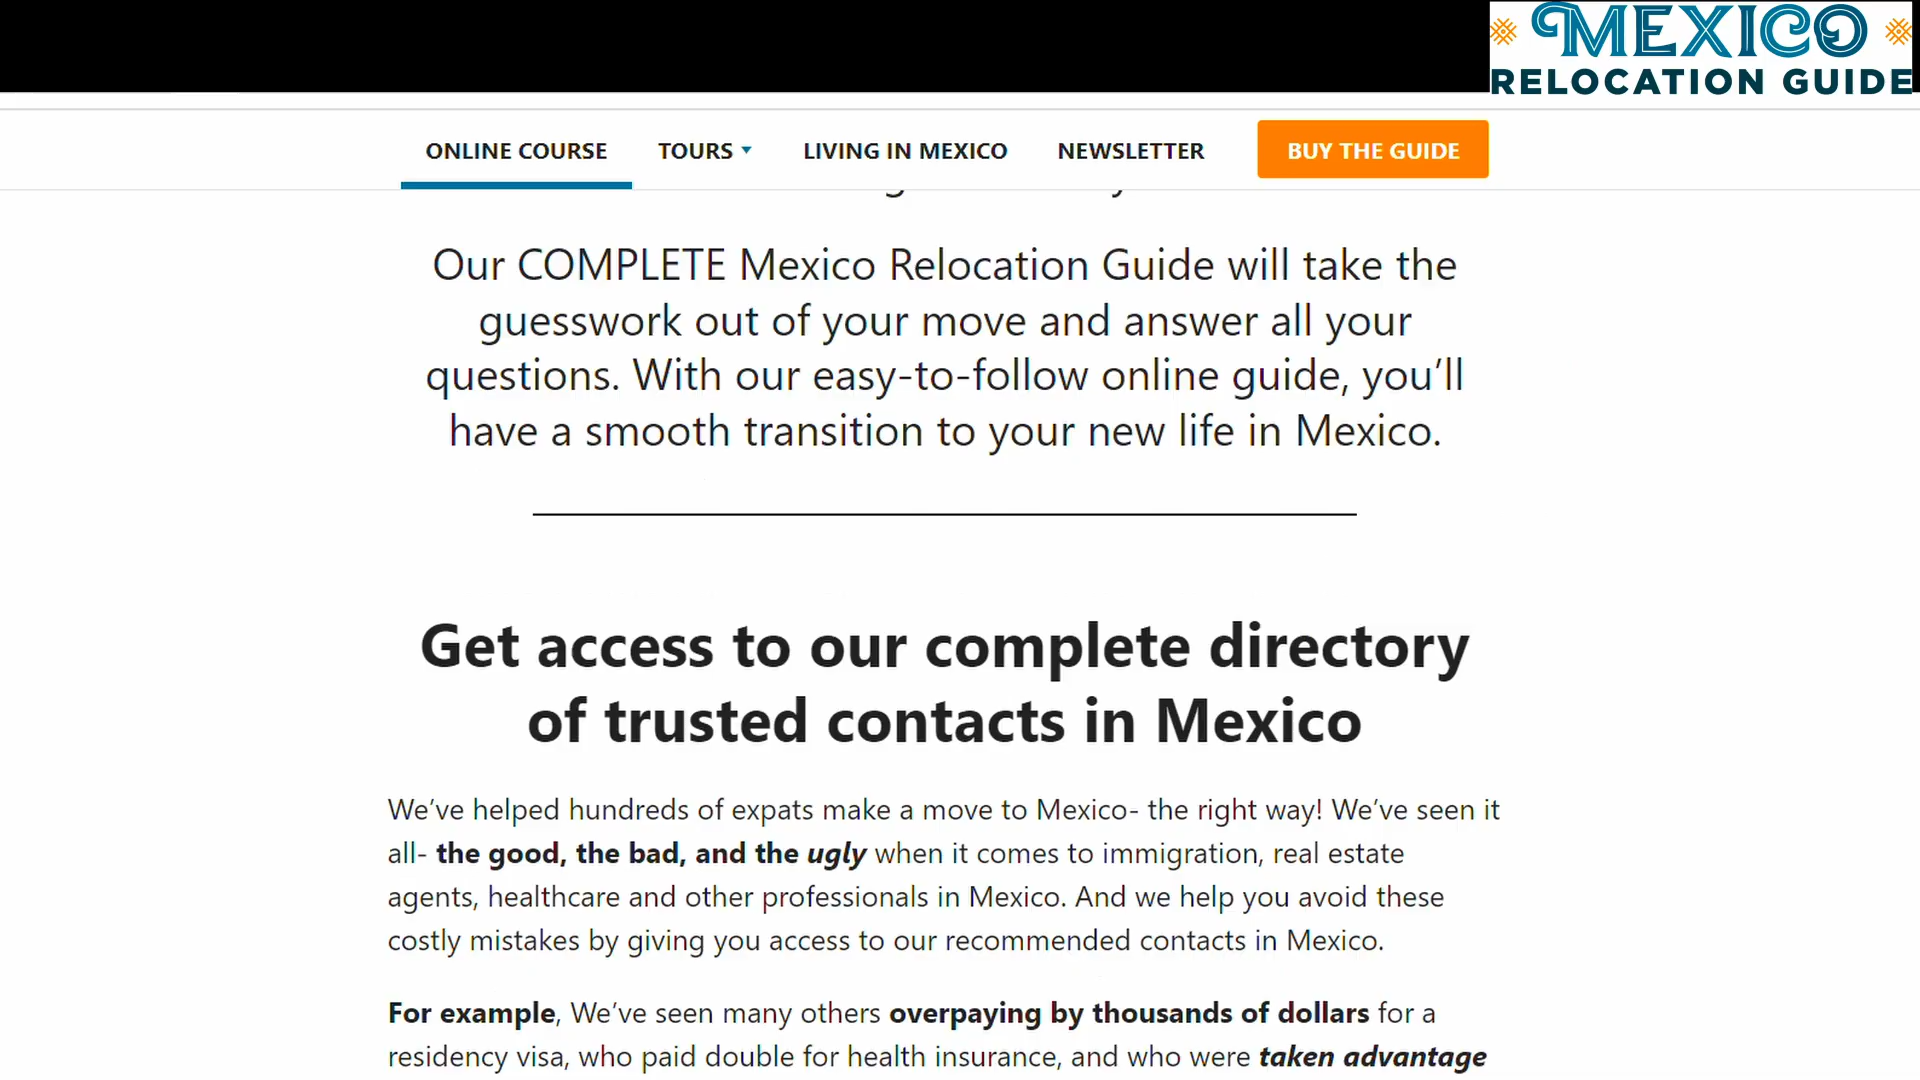 MEXICO
RELOCATION GUIDE
ONLINE COURSE TOURS LIVING IN MEXICO NEWSLETTER BUY THE GUIDE
Our COMPLETE Mexico Relocation Guide will take the
guesswork out of your move and answer all your
questions. With our easy-to-follow online guide, you’ll
have a smooth transition to your new life in Mexico.
Get access to our complete directory
of trusted contacts in Mexico
We’ve helped hundreds of expats make a move to Mexico- the right way! We’ve seen it
all- the good, the bad, and the ugly when it comes to immigration, real estate
agents, healthcare and other professionals in Mexico. And we help you avoid these
costly mistakes by giving you access to our recommended contacts in Mexico.
For example, We’ve seen many others overpaying by thousands of dollars for a
residency visa, who paid double for health insurance, and who were taken advantage